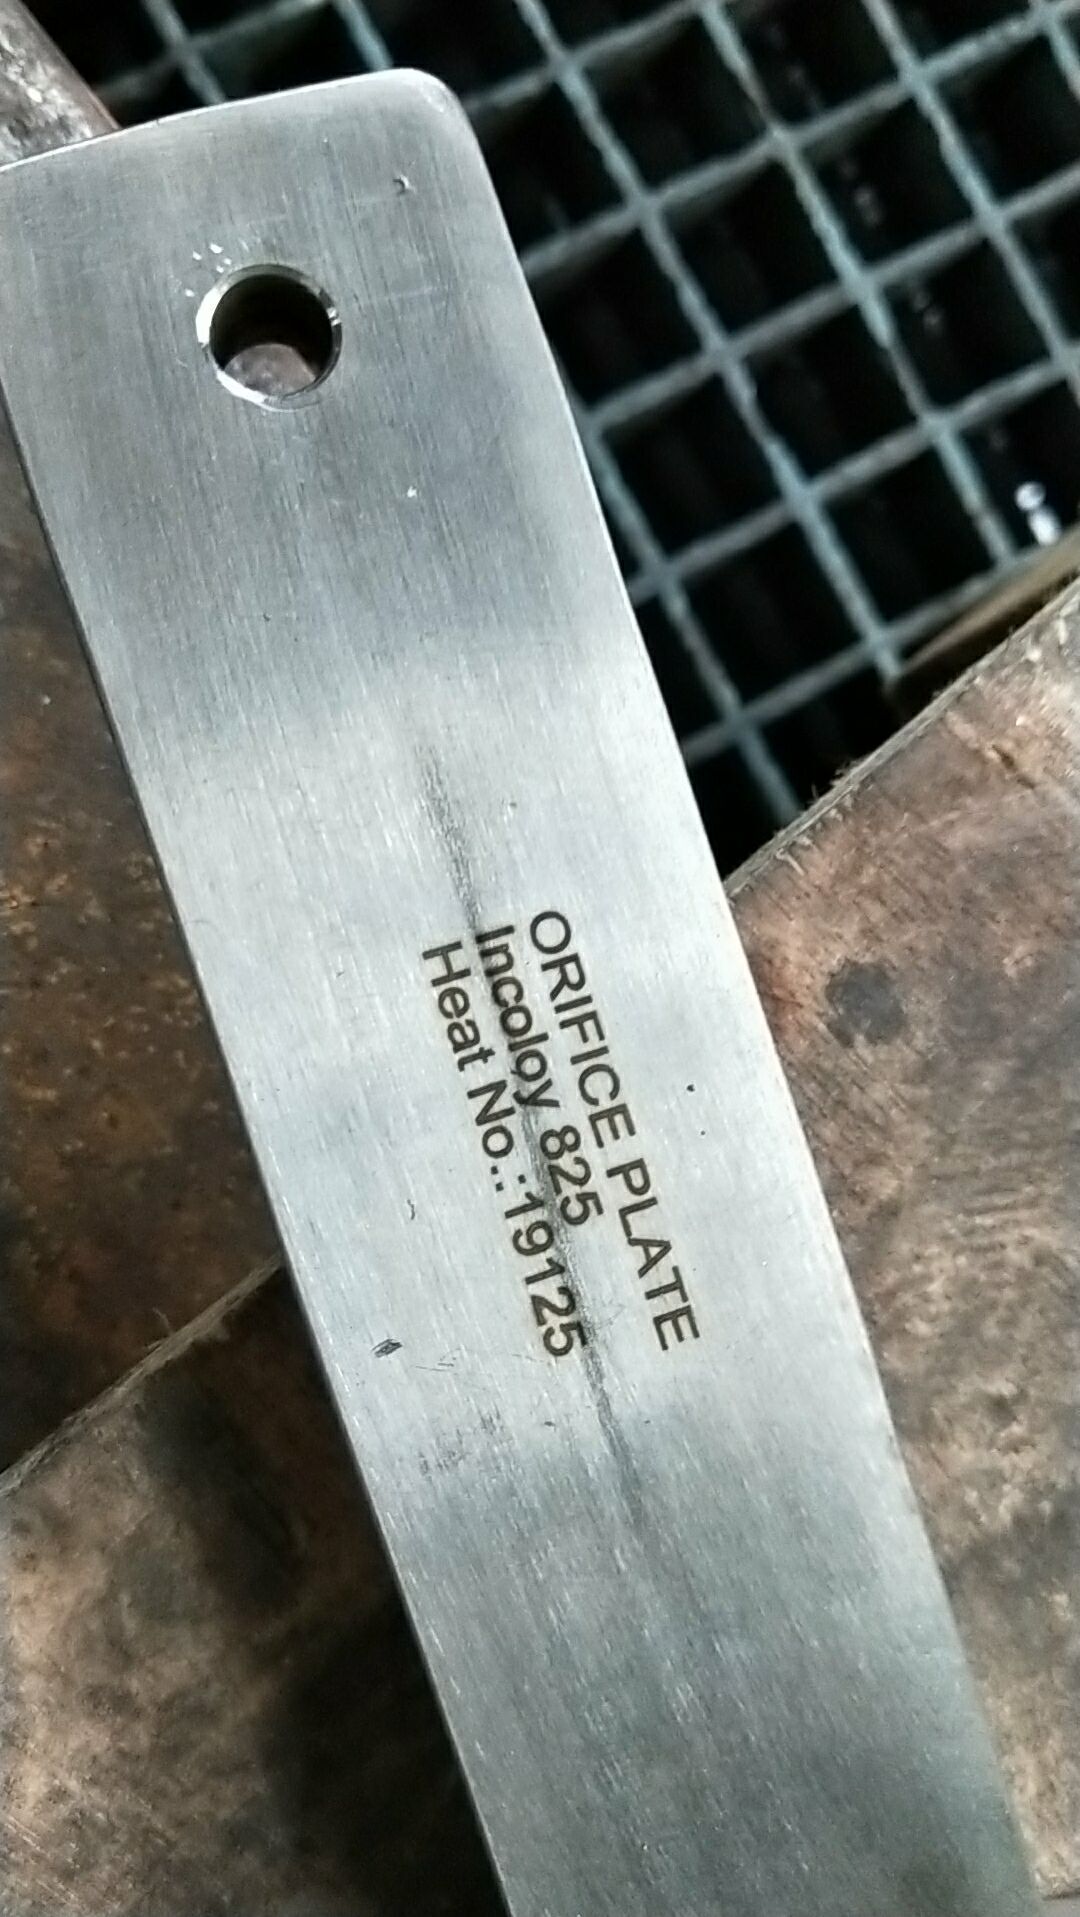 ORIFICE PLATE
Incoloy 825
Heat No.:19125